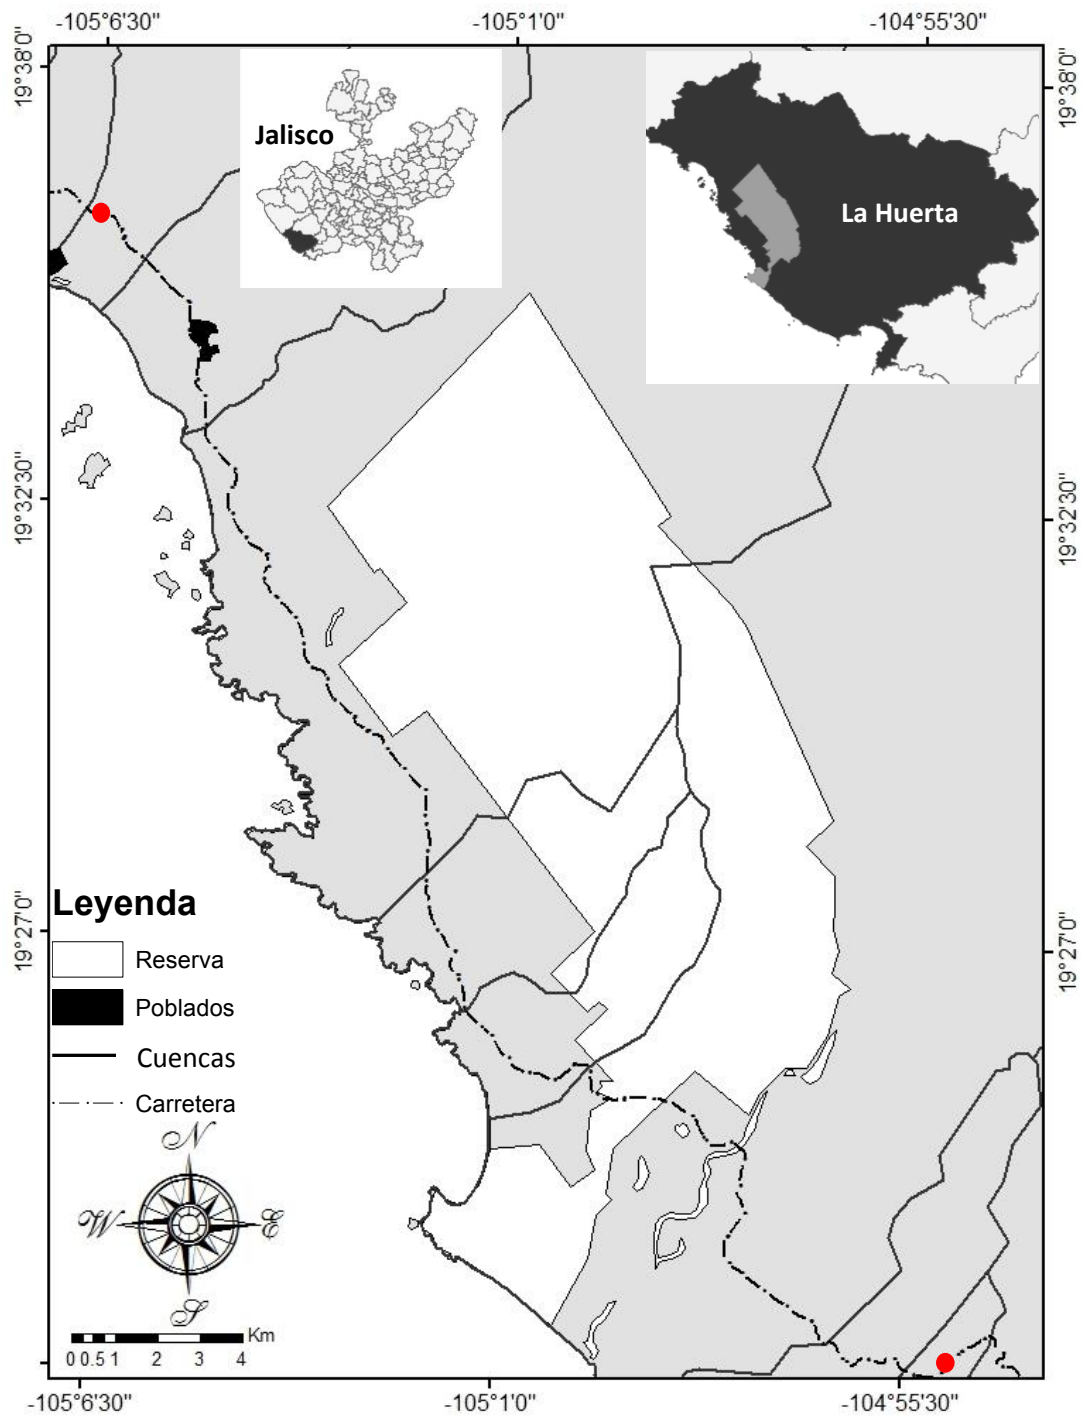 -105°6'30"
-105°1'0"
-104°55'30"
19°38'0"
19°38'0"
Jalisco
La Huerta
19°32'30"
19°32'30"
19°27'0"
19°27'0"
Leyenda
Reserva
Poblados
Cuencas
Carretera
N
W
E
S
Km
0 0.5 1 2 3 4
-105°6'30"
-105°1'0"
-104°55'30"